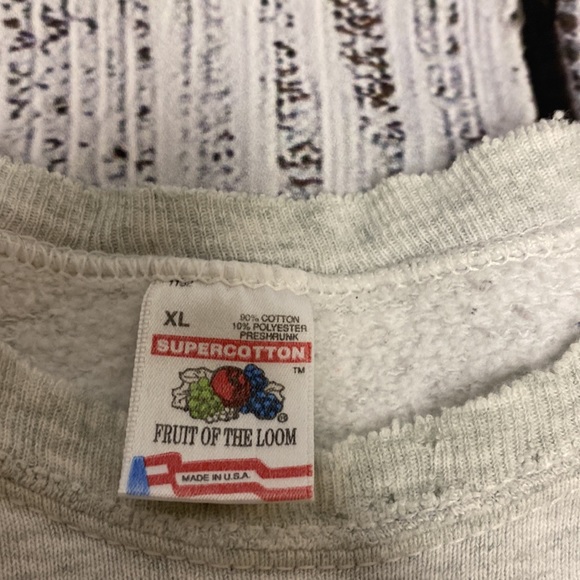 XL
90% COTTON
10% POLYESTER
PRESHRUNK
SUPERCOTTON
™
®
FRUIT OF THE LOOM
MADE IN U.S.A.